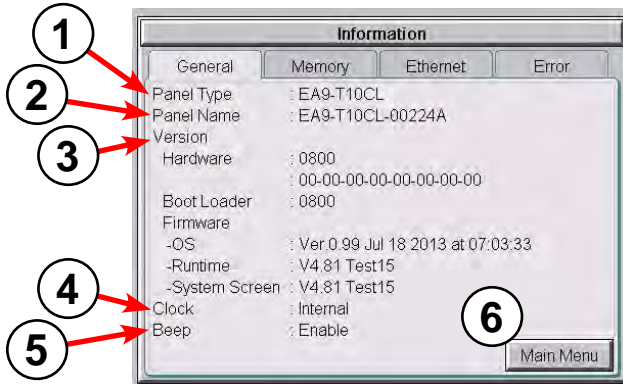 Information
General Memory Ethernet Error
1 Panel Type : EA9-T10CL
2 Panel Name : EA9-T10CL-00224A
3 Version
Hardware : 0800
: 00-00-00-00-00-00-00-00
Boot Loader : 0800
Firmware
-OS : Ver 0.99 Jul 18 2013 at 07:03:33
-Runtime : V4.81 Test15
-System Screen : V4.81 Test15
4 Clock : Internal
5 Beep : Enable
6
Main Menu